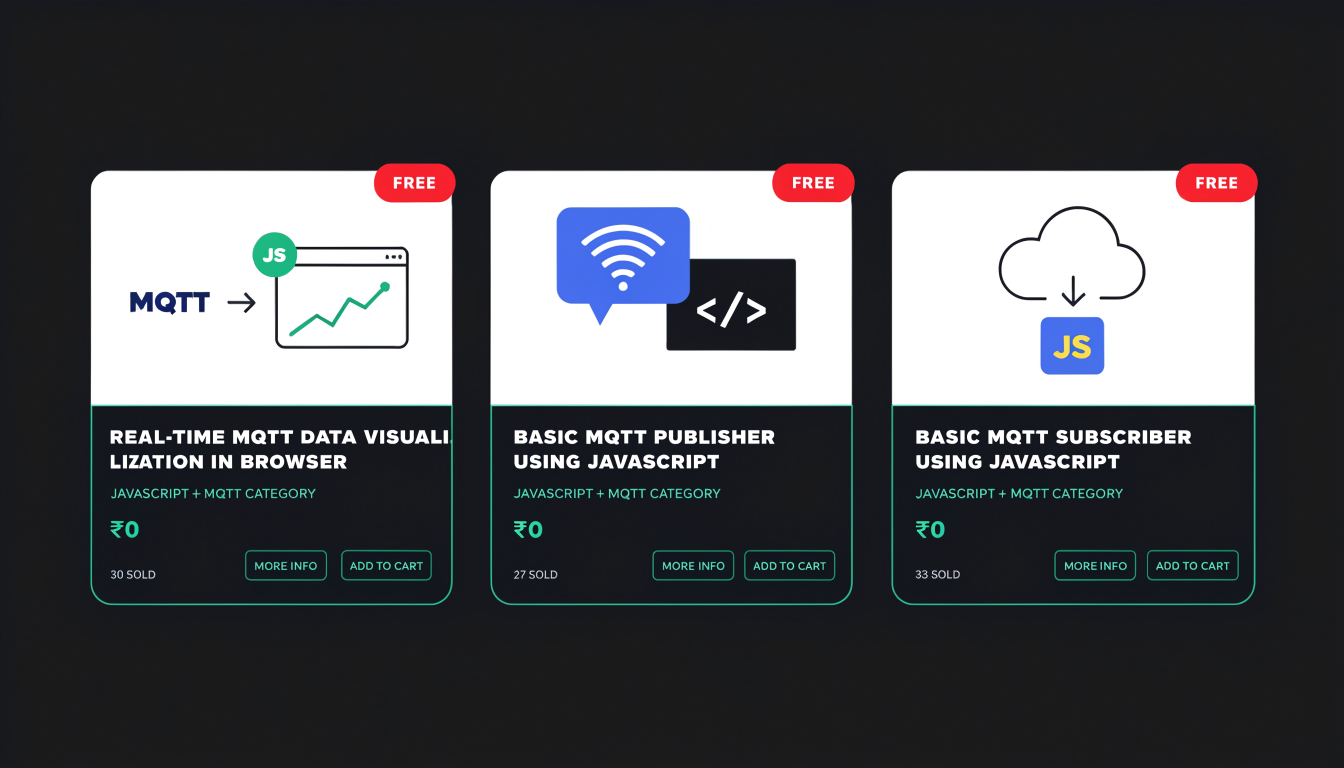 FREE
MQTT
JS
REAL-TIME MQTT DATA VISUALI.
LIZATION IN BROWSER
JAVASCRIPT + MQTT CATEGORY
₹0
30 SOLD
MORE INFO
ADD TO CART
FREE
</>
BASIC MQTT PUBLISHER
USING JAVASCRIPT
JAVASCRIPT + MQTT CATEGORY
₹0
27 SOLD
MORE INFO
ADD TO CART
FREE
JS
BASIC MQTT SUBSCRIBER
USING JAVASCRIPT
JAVASCRIPT + MQTT CATEGORY
₹0
33 SOLD
MORE INFO
ADD TO CART